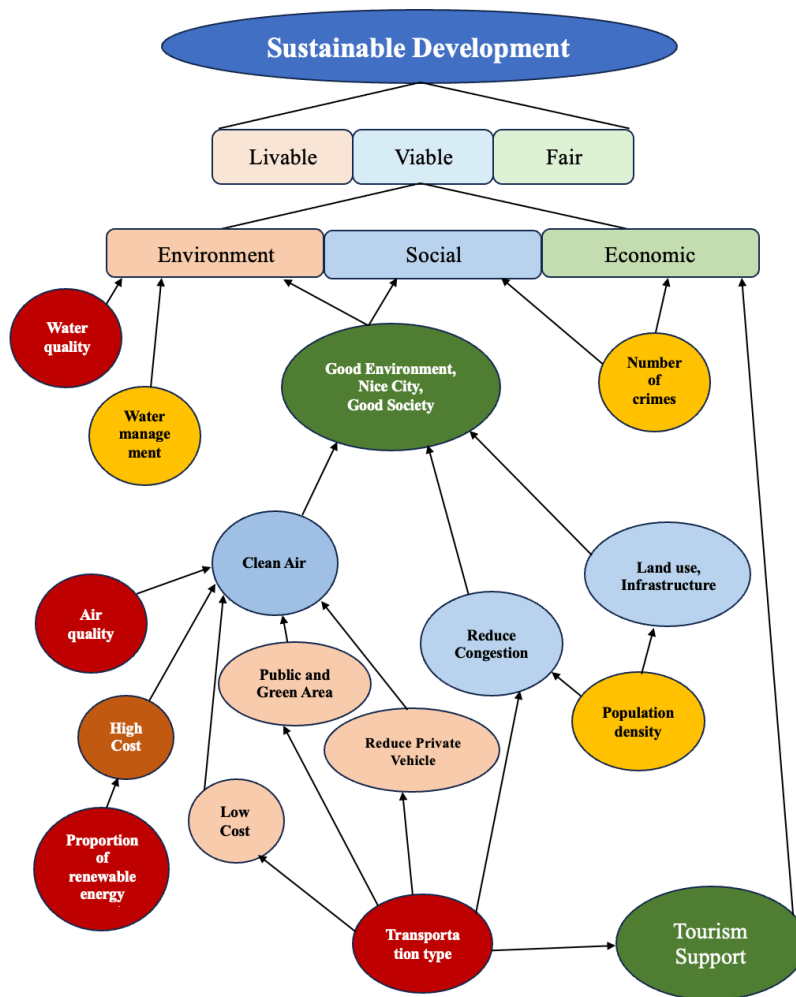 Sustainable Development
Livable
Viable
Fair
Environment
Social
Economic
Water
quality
Good Environment,
Nice City,
Good Society
Number
of
crimes
Water
manage
ment
Clean Air
Land use,
Infrastructure
Air
quality
Reduce
Congestion
Public and
Green Area
Population
density
High
Cost
Reduce Private
Vehicle
Low
Cost
Proportion
of
renewable
energy
Transporta
tion type
Tourism
Support